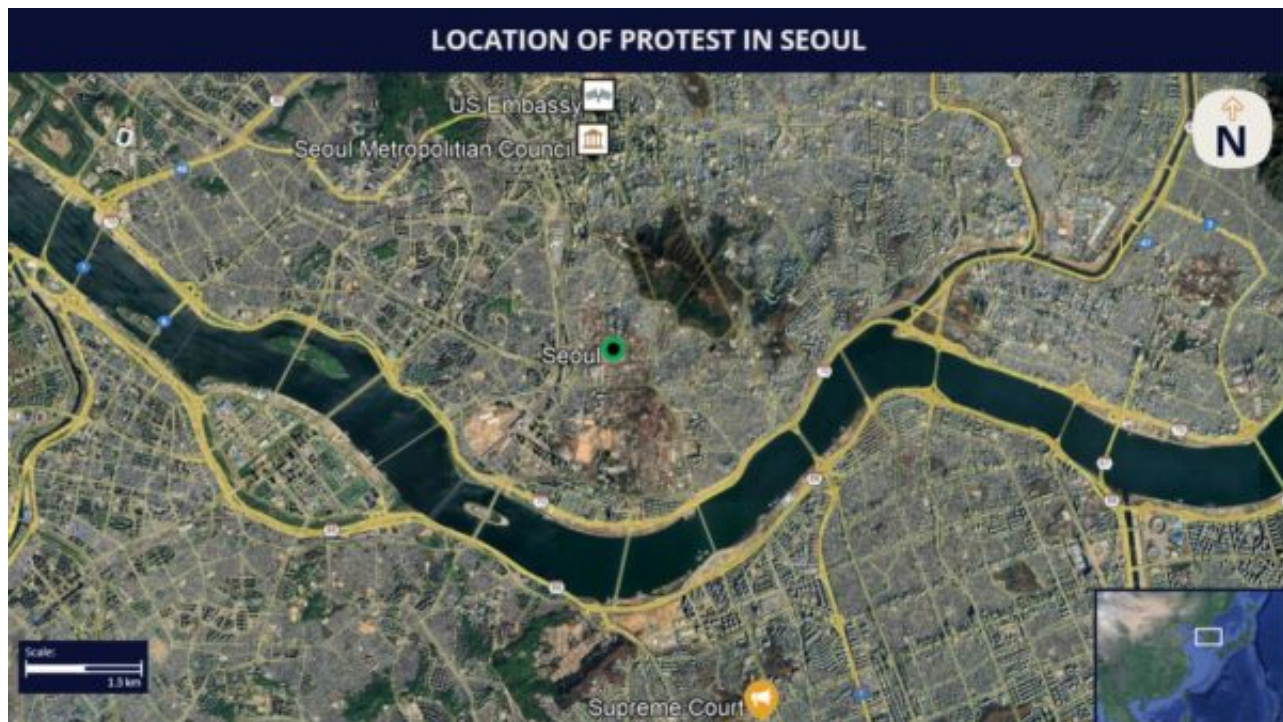 LOCATION OF PROTEST IN SEOUL
US Embassy
N
Seoul Metropolitian Council
Seoul
Scale:
1.3 km
Supreme Court